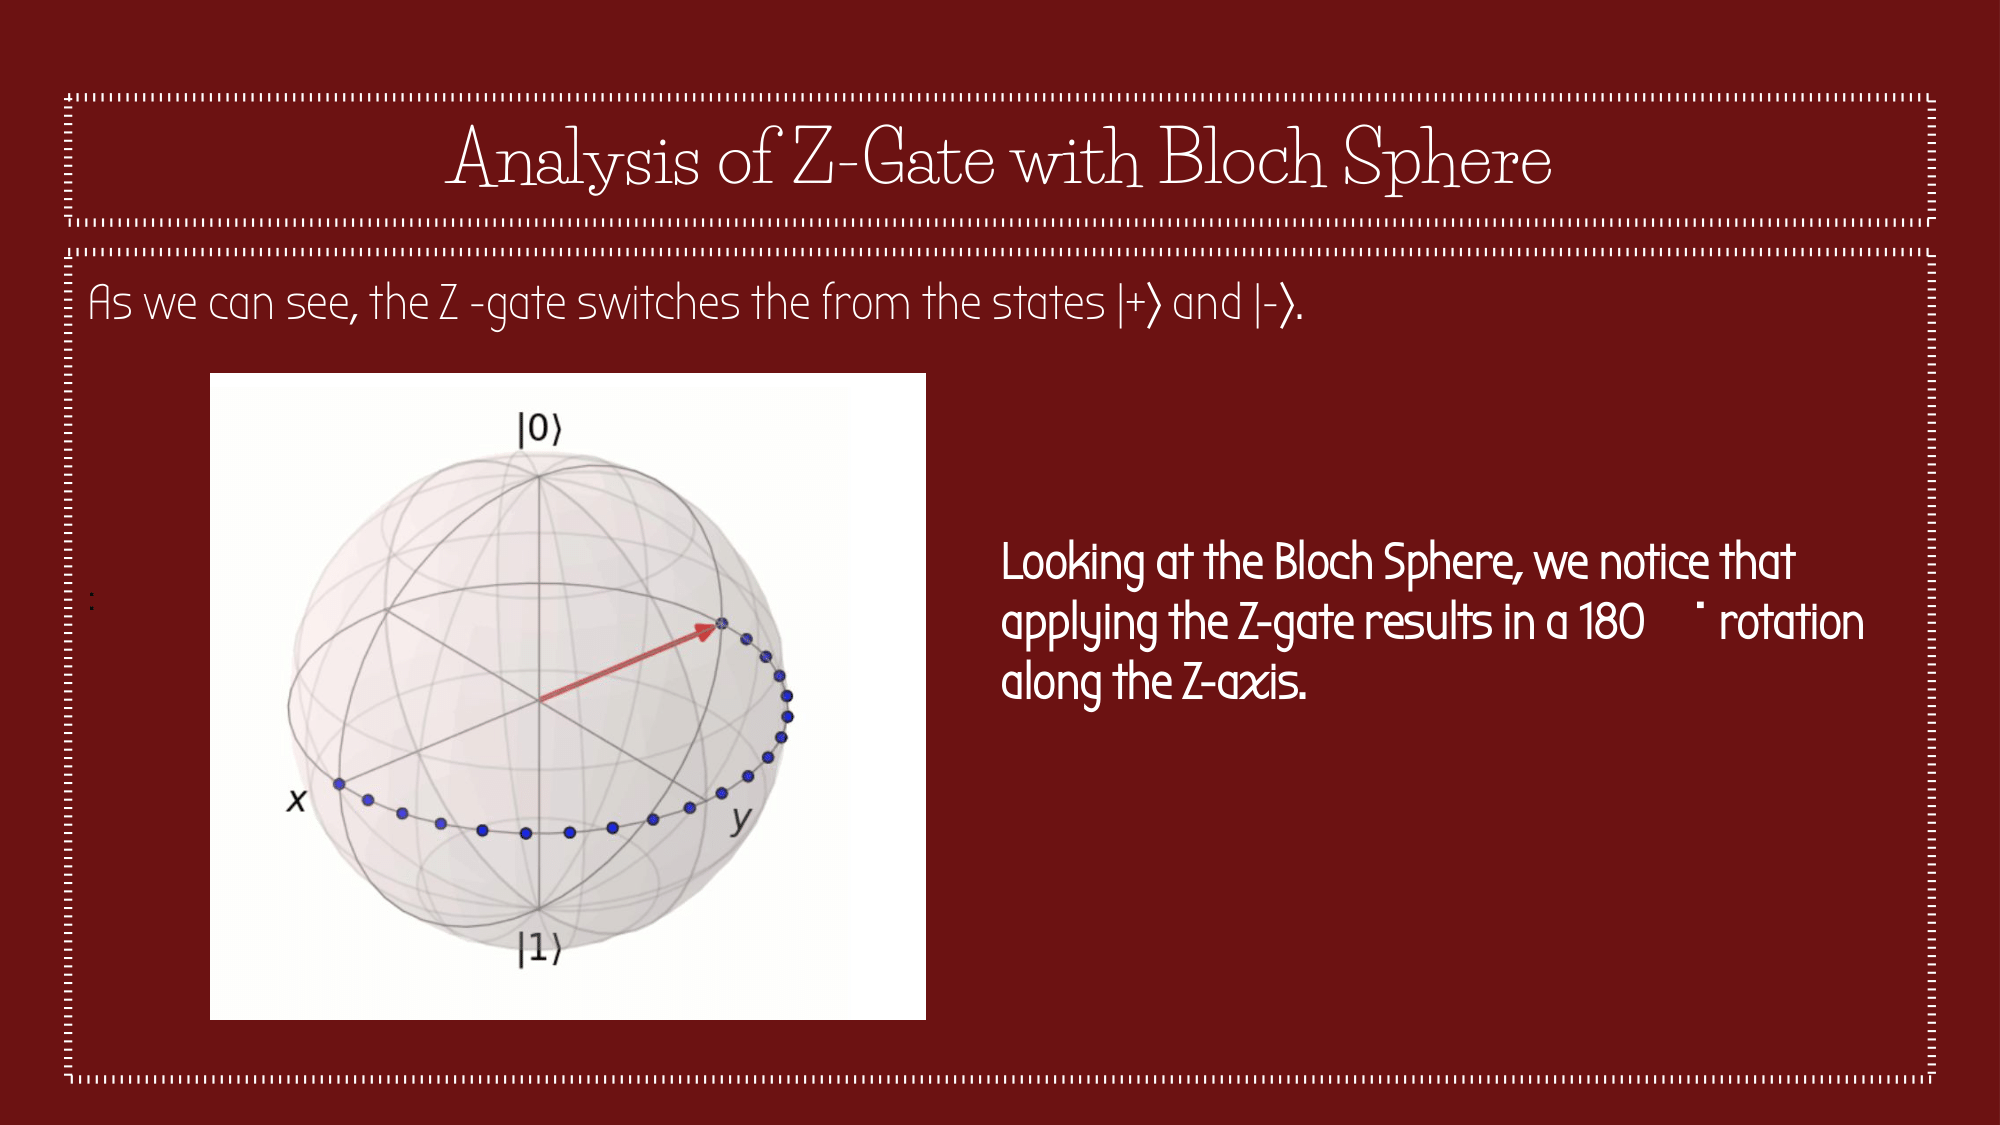 Analysis of Z-Gate with Bloch Sphere
As we can see, the Z -gate switches the from the states |+⟩ and |-⟩.
|0⟩
x
y
|1⟩
:
Looking at the Bloch Sphere, we notice that
applying the Z-gate results in a 180 ˙ rotation
along the Z-axis.